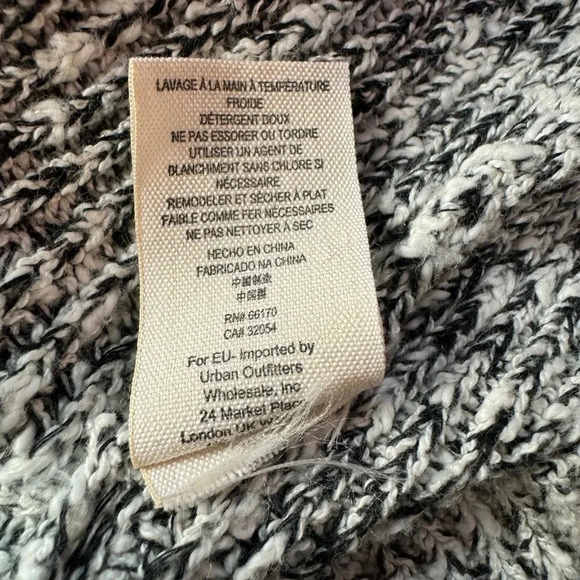 LAVAGE À LA MAIN À TEMPÉRATURE
FROIDE
DÉTERGENT DOUX
NE PAS ESSORER OU TORDRE
UTILISER UN AGENT DE
BLANCHIMENT SANS CHLORE SI
NÉCESSAIRE
REMODELER ET SÉCHER À PLAT
FAIBLE COMME FER NÉCESSAIRES
NE PAS NETTOYER À SEC
HECHO EN CHINA
FABRICADO NA CHINA
中國制造
中国製
RN# 66170
CA# 32054
For EU- Imported by
Urban Outfitters
Wholesale, Inc
24 Market Place
London UK